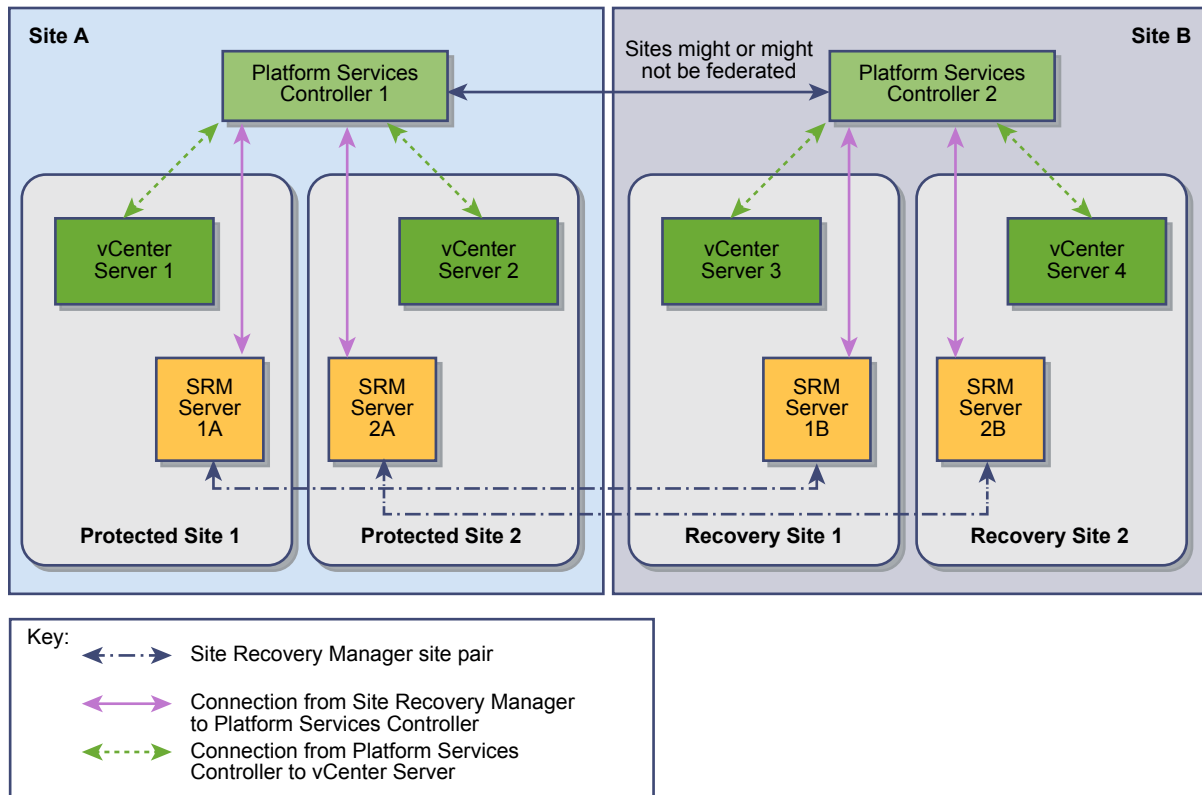 Site A
Site B
Sites might or might
not be federated
Platform Services
Controller 1
Platform Services
Controller 2
vCenter
Server 1
vCenter
Server 2
vCenter
Server 3
vCenter
Server 4
SRM
Server
1A
SRM
Server
2A
SRM
Server
1B
SRM
Server
2B
Protected Site 1
Protected Site 2
Recovery Site 1
Recovery Site 2
Key:
Site Recovery Manager site pair
Connection from Site Recovery Manager
to Platform Services Controller
Connection from Platform Services
Controller to vCenter Server